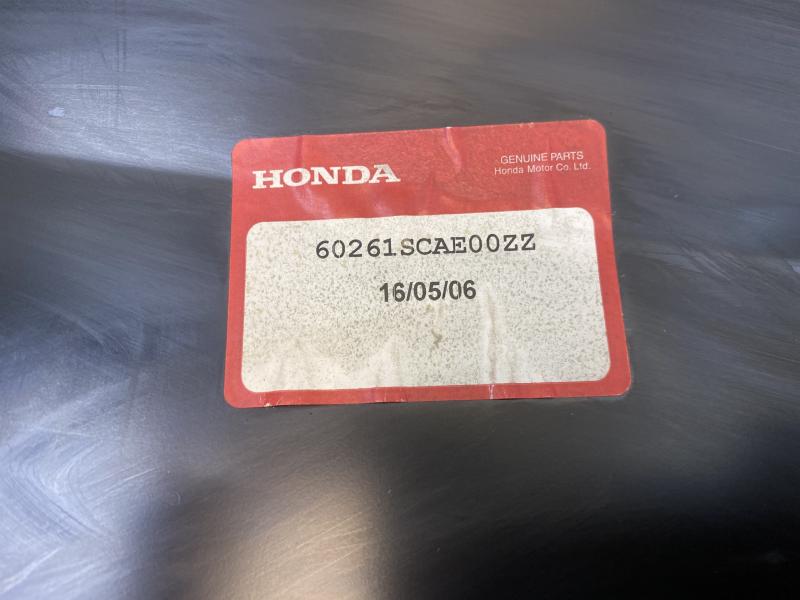 HONDA
GENUINE PARTS
Honda Motor Co. Ltd.
60261SCAE00ZZ
16/05/06